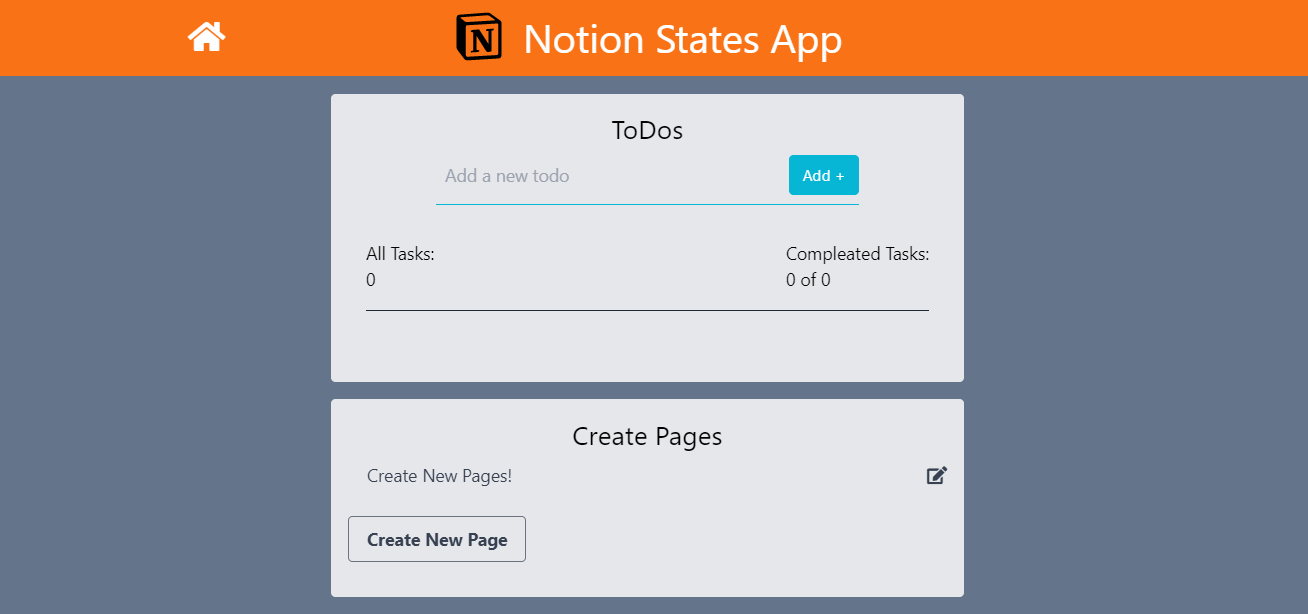 N Notion States App
ToDos
Add a new todo
Add +
All Tasks:
0
Compleated Tasks:
0 of 0
Create Pages
Create New Pages!
Create New Page